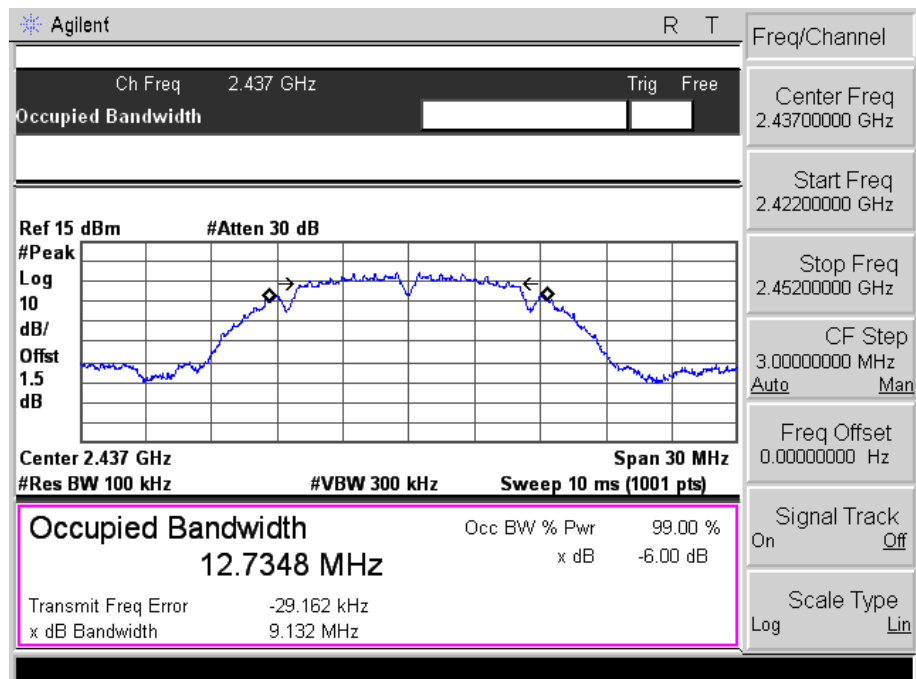 Agilent R T
Ch Freq 2.437 GHz Trig Free
Occupied Bandwidth
Ref 15 dBm #Atten 30 dB
#Peak
Log
10
dB/
Offst
1.5
dB
Center 2.437 GHz Span 30 MHz
#Res BW 100 kHz #VBW 300 kHz Sweep 10 ms (1001 pts)
Occupied Bandwidth
12.7348 MHz
Occ BW % Pwr 99.00 %
x dB -6.00 dB
Transmit Freq Error -29.162 kHz
x dB Bandwidth 9.132 MHz
Freq/Channel
Center Freq
2.43700000 GHz
Start Freq
2.42200000 GHz
Stop Freq
2.45200000 GHz
CF Step
3.00000000 MHz
Auto Man
Freq Offset
0.00000000 Hz
Signal Track
On Off
Scale Type
Log Lin